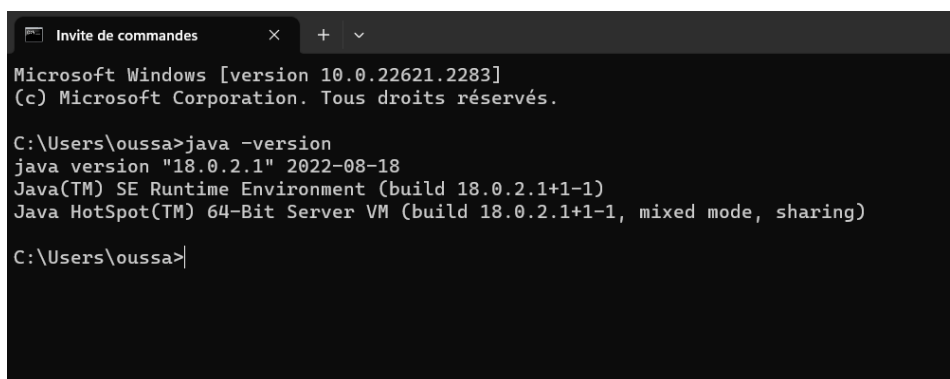 Invite de commandes
Microsoft Windows [version 10.0.22621.2283]
(c) Microsoft Corporation. Tous droits réservés.
C:\Users\oussa>java -version
java version "18.0.2.1" 2022-08-18
Java(TM) SE Runtime Environment (build 18.0.2.1+1-1)
Java HotSpot(TM) 64-Bit Server VM (build 18.0.2.1+1-1, mixed mode, sharing)
C:\Users\oussa>